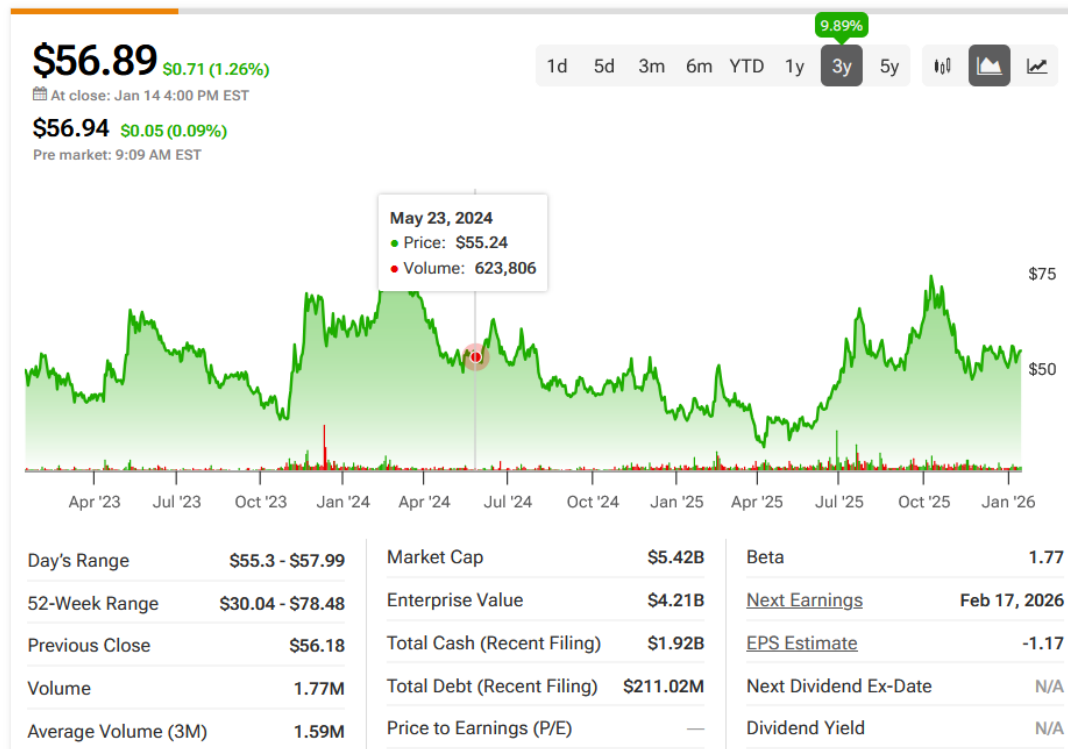 9.89%
$56.89 $0.71 (1.26%)
1d 5d 3m 6m YTD 1y 3y 5y
At close: Jan 14 4:00 PM EST
$56.94 $0.05 (0.09%)
Pre market: 9:09 AM EST
May 23, 2024
Price: $55.24
Volume: 623,806
$75
$50
Apr '23 Jul '23 Oct '23 Jan '24 Apr '24 Jul '24 Oct '24 Jan '25 Apr '25 Jul '25 Oct '25 Jan '26
Day's Range $55.3 - $57.99
52-Week Range $30.04 - $78.48
Previous Close $56.18
Volume 1.77M
Average Volume (3M) 1.59M
Market Cap $5.42B
Enterprise Value $4.21B
Total Cash (Recent Filing) $1.92B
Total Debt (Recent Filing) $211.02M
Price to Earnings (P/E) —
Beta 1.77
Next Earnings Feb 17, 2026
EPS Estimate -1.17
Next Dividend Ex-Date N/A
Dividend Yield N/A